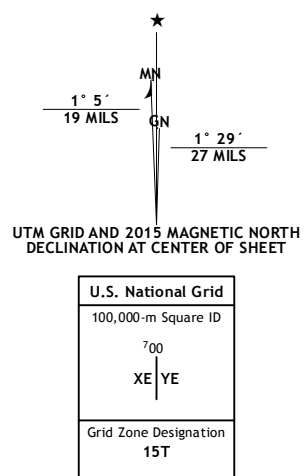 MN
1° 5´
19 MILS
GN
1° 29´
27 MILS
UTM GRID AND 2015 MAGNETIC NORTH
DECLINATION AT CENTER OF SHEET
U.S. National Grid
100,000-m Square ID
⁷00
XE YE
Grid Zone Designation
15T